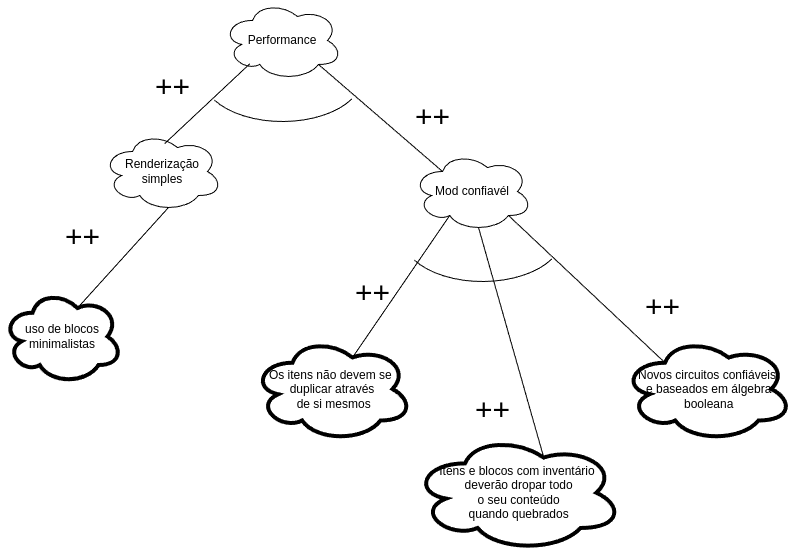 Performance
++
++
Renderização
simples
Mod confiavél
++
++
++
uso de blocos
minimalistas
Os itens não devem se
duplicar através
de si mesmos
Novos circuitos confiáveis
e baseados em álgebra
booleana
++
Itens e blocos com inventário
deverão dropar todo
o seu conteúdo
quando quebrados